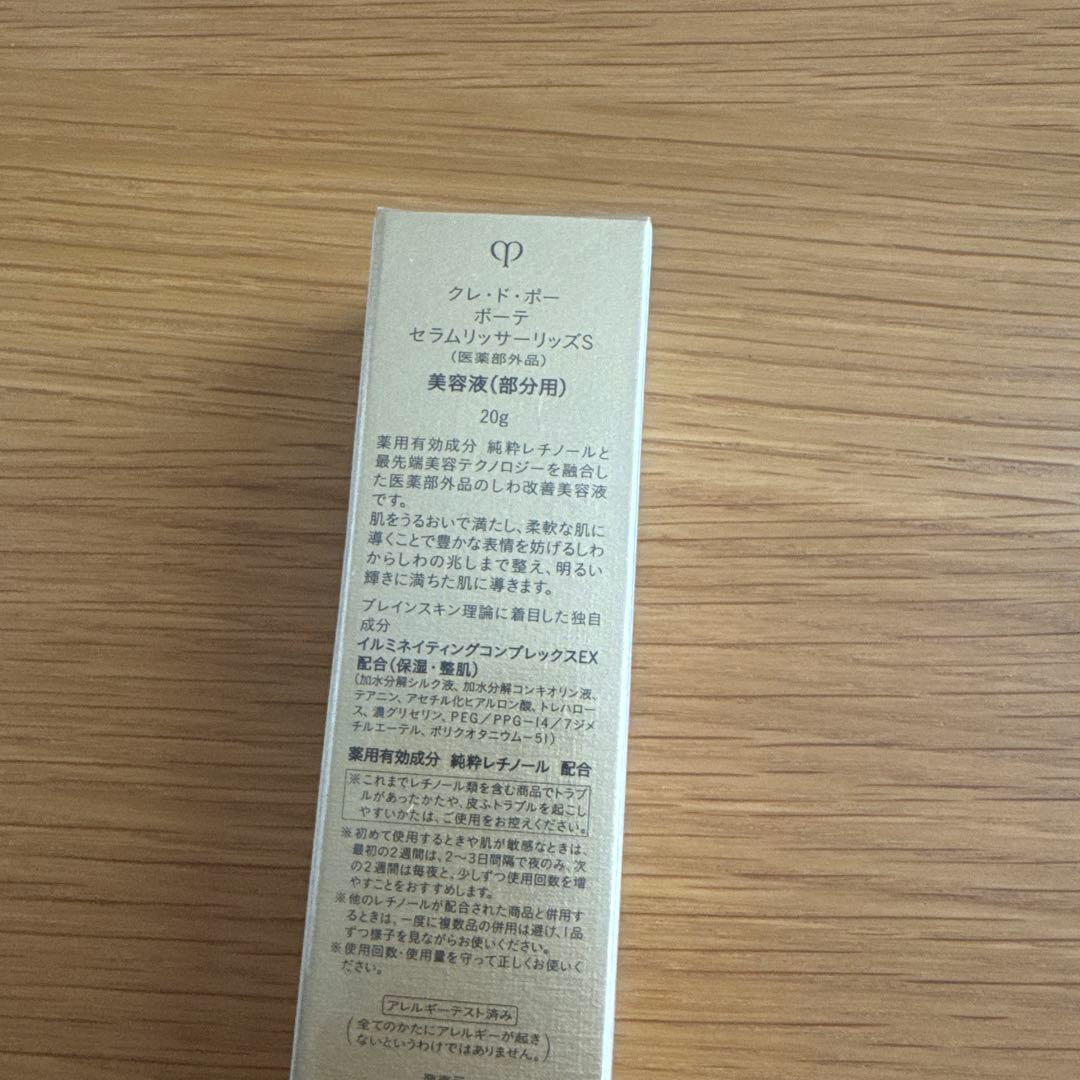 クレ・ド・ポー
ボーテ
セラムリッサーリッズS
(医薬部外品)
美容液(部分用)
20g
薬用有効成分 純粋レチノールと
最先端美容テクノロジーを融合し
た医薬部外品のしわ改善美容液
です。
肌をうるおいで満たし、柔軟な肌に
導くことで豊かな表情を妨げるしわ
からしわの兆しまで整え、明るい
輝きに満ちた肌に導きます。
ブレインスキン理論に着目した独自
成分
イルミネイティングコンプレックスEX
配合(保湿・整肌)
(加水分解シルク液、加水分解コンキオリン液、
テアニン、アセチル化ヒアルロン酸、トレハロー
ス、濃グリセリン、PEG/PPG-14/7ジメ
チルエーテル、ポリクオタニウム-51)
薬用有効成分 純粋レチノール 配合
※これまでレチノール類を含む商品でトラブ
ルがあったかたや、皮ふトラブルを起こし
やすいかたは、ご使用をお控えください。
※初めて使用するときや肌が敏感なときは、
最初の2週間は、2〜3日間隔で夜のみ、次
の2週間は毎夜と、少しずつ使用回数を増
やすことをおすすめします。
※他のレチノールが配合された商品と併用す
るときは、一度に複数品の併用は避け、1品
ずつ様子を見ながらお使いください。
※使用回数・使用量を守って正しくお使いく
ださい。
アレルギーテスト済み
(全てのかたにアレルギーが起き
ないというわけではありません。)